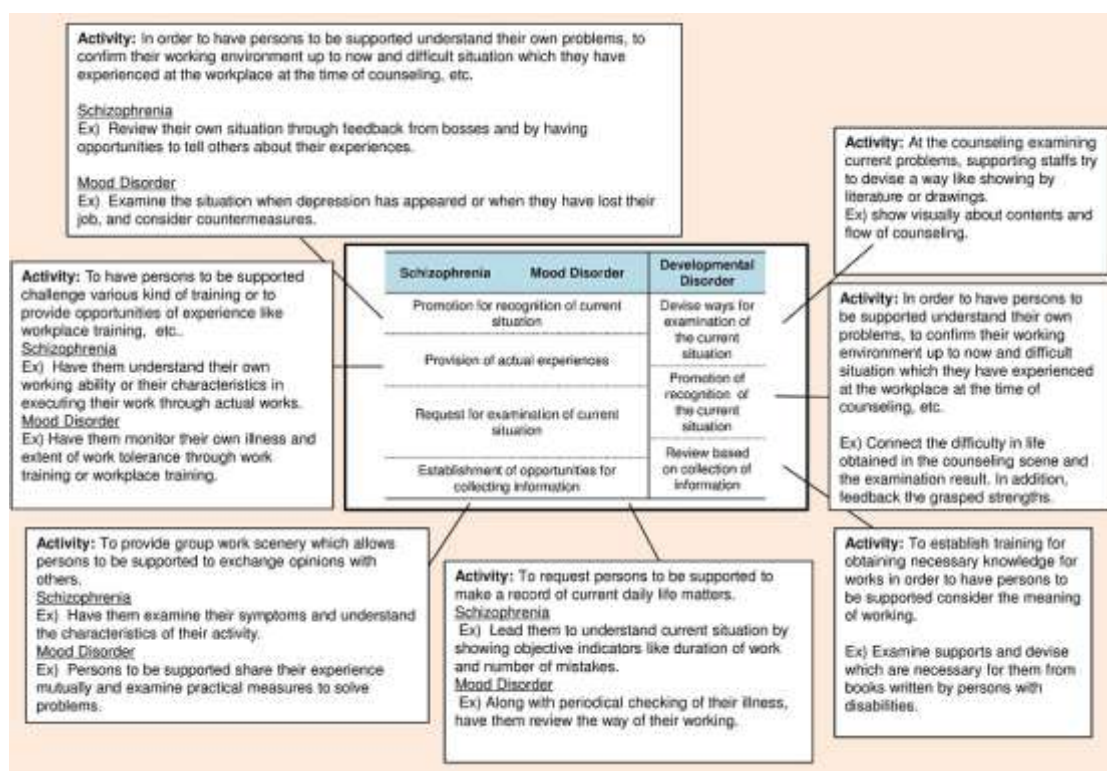 Activity: In order to have persons to be supported understand their own problems, to
confirm their working environment up to now and difficult situation which they have
experienced at the workplace at the time of counseling, etc.
Schizophrenia
Ex)  Review their own situation through feedback from bosses and by having
opportunities to tell others about their experiences.
Mood Disorder
Ex)  Examine the situation when depression has appeared or when they have lost their
job, and consider countermeasures.
Activity: At the counseling examining
current problems, supporting staffs try
to devise a way like showing by
literature or drawings.
Ex) show visually about contents and
flow of counseling.
Activity: To have persons to be supported
challenge various kind of training or to
provide opportunities of experience like
workplace training,  etc..
Schizophrenia
Ex)  Have them understand their own
working ability or their characteristics in
executing their work through actual works.
Mood Disorder
Ex) Have them monitor their own illness and
extent of work tolerance through work
training or workplace training.
Schizophrenia Mood Disorder
Promotion for recognition of current
situation
Provision of actual experiences
Request for examination of current
situation
Establishment of opportunities for
collecting information
Developmental
Disorder
Devise ways for
examination of
the current
situation
Promotion of
recognition of
the current
situation
Review based
on collection of
information
Activity: In order to have persons to
be supported understand their own
problems, to confirm their working
environment up to now and difficult
situation which they have experienced
at the workplace at the time of
counseling, etc.
Ex) Connect the difficulty in life
obtained in the counseling scene and
the examination result. In addition,
feedback the grasped strengths.
Activity: To provide group work scenery which allows
persons to be supported to exchange opinions with
others.
Schizophrenia
Ex)  Have them examine their symptoms and understand
the characteristics of their activity.
Mood Disorder
Ex)  Persons to be supported share their experience
mutually and examine practical measures to solve
problems.
Activity: To request persons to be supported to
make a record of current daily life matters.
Schizophrenia
Ex)  Lead them to understand current situation by
showing objective indicators like duration of work
and number of mistakes.
Mood Disorder
Ex) Along with periodical checking of their illness,
have them review the way of their working.
Activity: To establish training for
obtaining necessary knowledge for
works in order to have persons to
be supported consider the meaning
of working.
Ex) Examine supports and devise
which are necessary for them from
books written by persons with
disabilities.